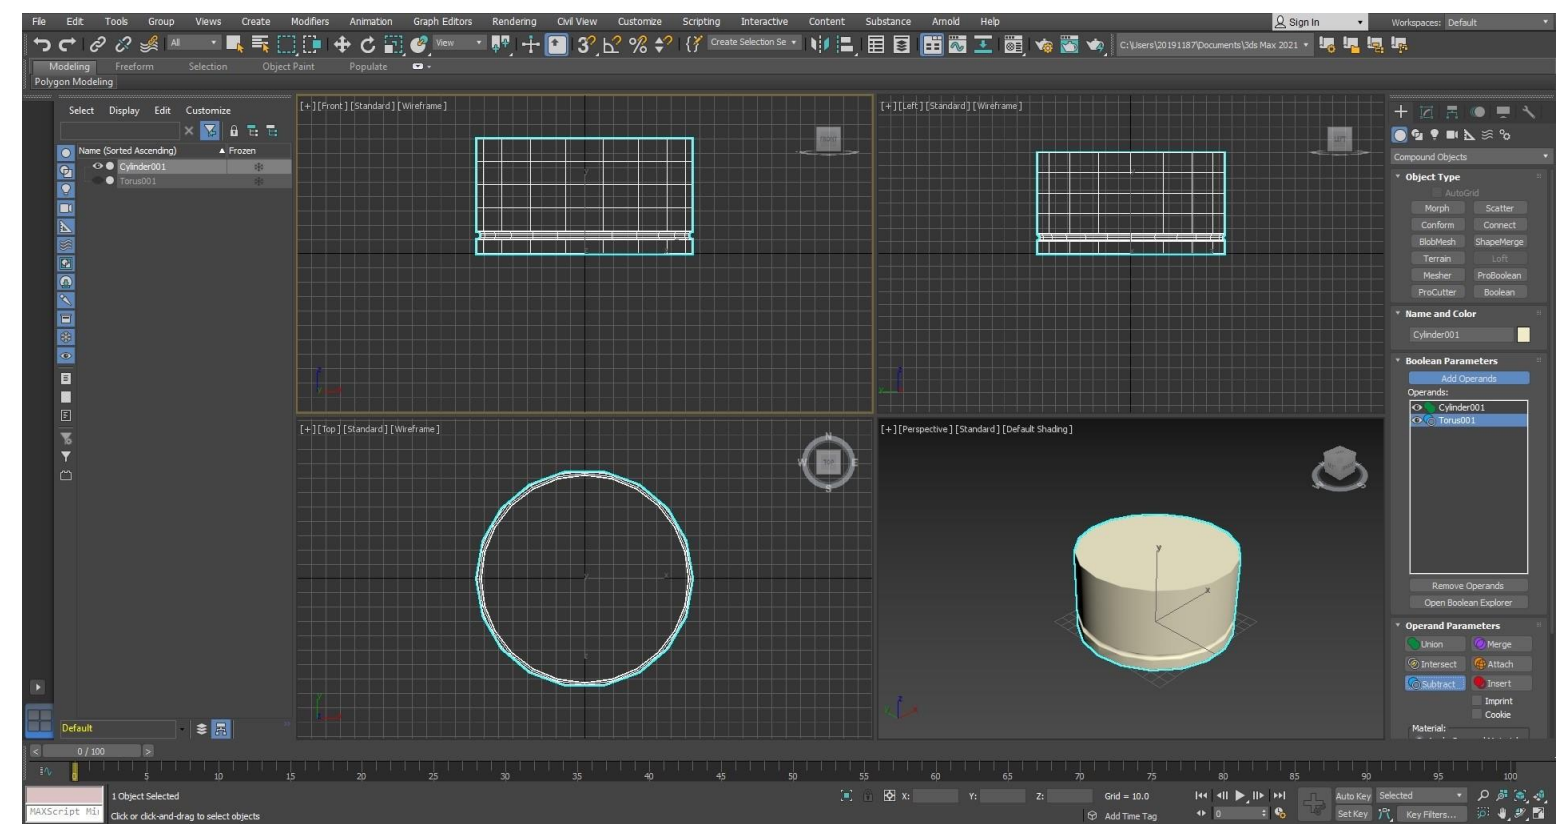 File Edit Tools Group Views Create Modifiers Animation Graph Editors Rendering Civil View Customize Scripting Interactive Content Substance Arnold Help Sign In Workspaces: Default
All View Create Selection Se C:\Users\20191187\Documents\3ds Max 2021
Modeling Freeform Selection Object Paint Populate
Polygon Modeling
Select Display Edit Customize
Name (Sorted Ascending) Frozen
Cylinder001
Torus001
Default
[+] [Front] [Standard] [Wireframe]
FRONT
[+] [Left] [Standard] [Wireframe]
LEFT
[+] [Top] [Standard] [Wireframe]
N
W TOP E
S
[+] [Perspective] [Standard] [Default Shading]
y
x
Compound Objects
Object Type
AutoGrid
Morph Scatter
Conform Connect
BlobMesh ShapeMerge
Terrain Loft
Mesher ProBoolean
ProCutter Boolean
Name and Color
Cylinder001
Boolean Parameters
Add Operands
Operands:
Cylinder001
Torus001
Remove Operands
Open Boolean Explorer
Operand Parameters
Union Merge
Intersect Attach
Subtract Insert
Imprint
Cookie
Material:
< 0 / 100 >
0 5 10 15 20 25 30 35 40 45 50 55 60 65 70 75 80 85 90 95 100
1 Object Selected X: Y: Z: Grid = 10.0 Auto Key Selected
MAXScript Mi Click or click-and-drag to select objects Add Time Tag 0 Set Key Key Filters...